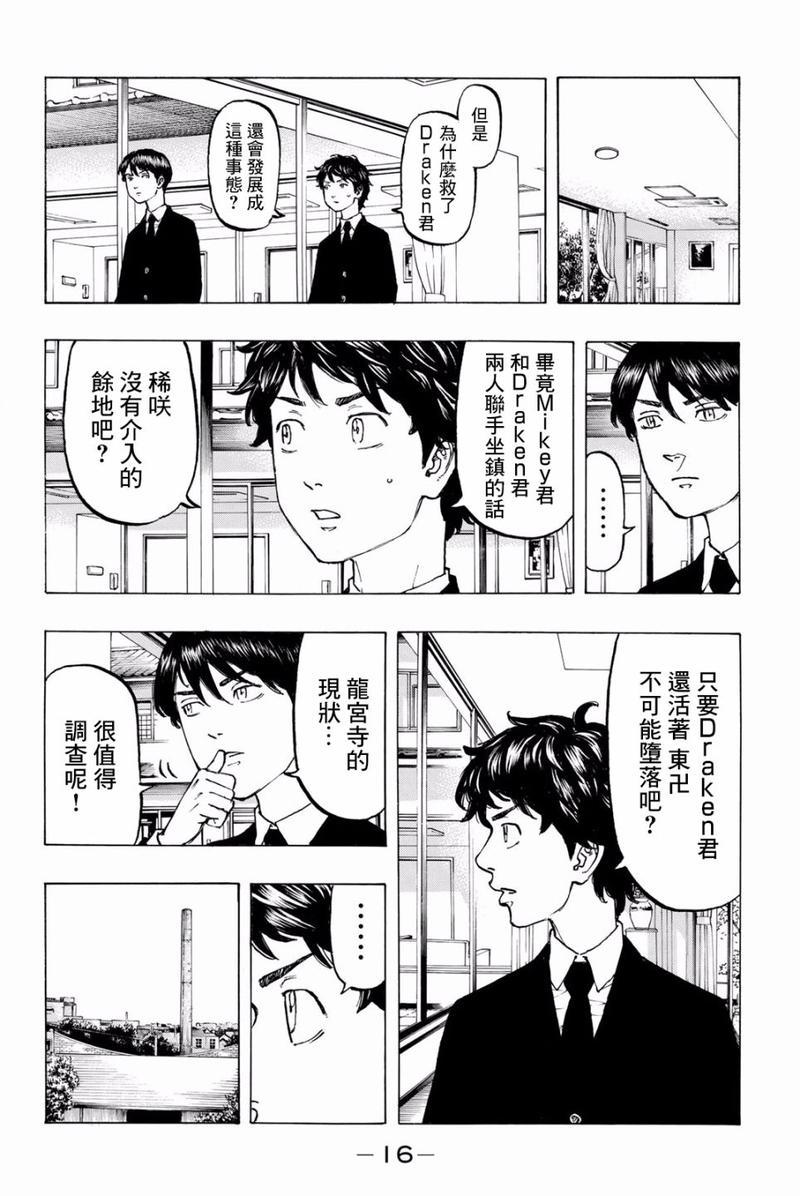 但是
為什麼救了
Draken君
還會發展成
這種事態？
……
畢竟Mikey君
和Draken君
兩人聯手坐鎮的話
稀咲
沒有介入的
餘地吧？
只要Draken君
還活著 東卍
不可能墮落吧？
龍宮寺的
現狀…
很值得
調查呢！
……
－16－